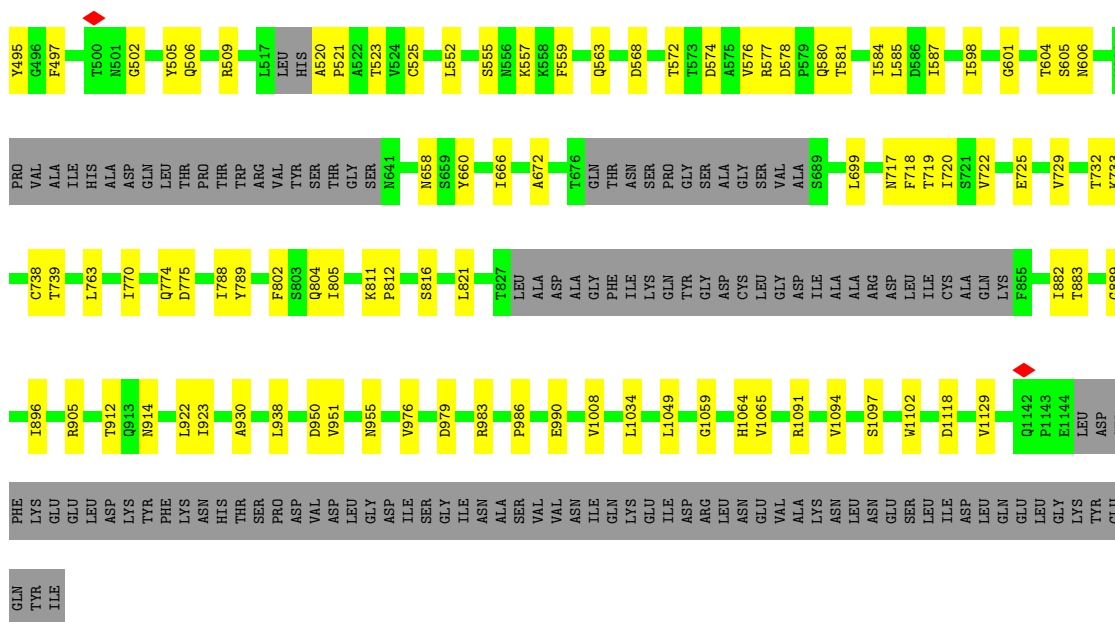 Y495 G496 F497 T500 N501 G502 Y505 Q506 R509 L517 LEU HIS A520 P521 A522 T523 V524 C525 L552 S555 N556 K557 K558 F559 Q563 D568 T572 T573 D574 A575 V576 R577 D578 P579 Q580 T581 I584 L585 D586 I587 I598 G601 T604 S605 N606
PRO VAL ALA ILE HIS ALA ASP GLN LEU THR PRO THR TRP ARG VAL TYR SER THR GLY SER N641 N658 S659 Y660 I666 A672 T676 GLN THR ASN SER PRO GLY SER ALA GLY SER VAL ALA S689 L699 N717 F718 T719 I720 S721 V722 E725 V729 T732 K733
C738 T739 L763 I770 Q774 D775 I788 Y789 F802 S803 Q804 I805 K811 P812 S816 L821 T827 LEU ALA ASP ALA GLY PHE ILE LYS GLN TYR GLY ASP CYS LEU GLY ASP ILE ALA ALA ARG ASP LEU ILE CYS ALA GLN LYS F855 I882 T883
I896 R905 T912 Q913 N914 L922 I923 A930 L938 D950 V951 N955 V976 D979 R983 P986 E990 V1008 L1034 L1049 G1059 H1064 V1065 R1091 V1094 S1097 W1102 D1118 V1129 Q1142 P1143 E1144 LEU ASP
PHE LYS GLU GLU LEU ASP LYS TYR PHE LYS ASN HIS THR SER PRO ASP VAL ASP LEU GLY ASP ILE SER GLY ILE ASN ALA SER VAL VAL ASN ILE GLN LYS GLU ILE ASP ARG LEU ASN GLU VAL ALA LYS ASN LEU ASN GLU SER LEU ILE ASP LEU GLN GLU LEU GLY LYS TYR
GLN TYR ILE